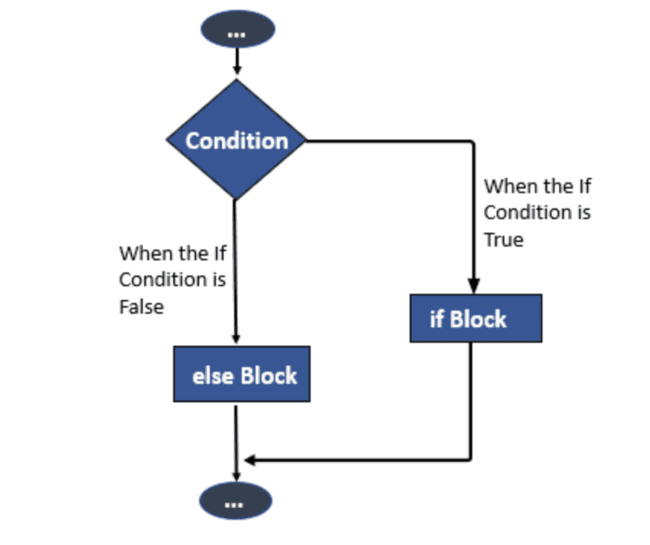 ...
Condition
When the If
Condition is
True
When the If
Condition is
False
if Block
else Block
...